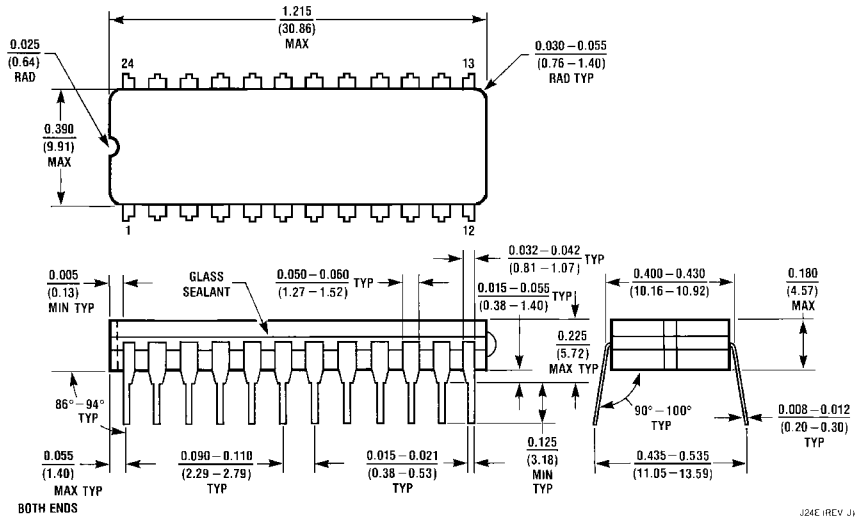 1.215
(30.86)
MAX
0.025
(0.64)
RAD
24
13
0.030–0.055
(0.76–1.40)
RAD TYP
0.390
(9.91)
MAX
1
12
0.005
(0.13)
MIN TYP
GLASS
SEALANT
0.050–0.060
(1.27–1.52)
TYP
0.032–0.042
(0.81–1.07)
TYP
0.015–0.055
(0.38–1.40)
TYP
0.400–0.430
(10.16–10.92)
0.180
(4.57)
MAX
0.225
(5.72)
MAX TYP
86°–94°
TYP
90°–100°
TYP
0.008–0.012
(0.20–0.30)
TYP
0.055
(1.40)
MAX TYP
BOTH ENDS
0.090–0.110
(2.29–2.79)
TYP
0.015–0.021
(0.38–0.53)
TYP
0.125
(3.18)
MIN
TYP
0.435–0.535
(11.05–13.59)
J24E (REV J)